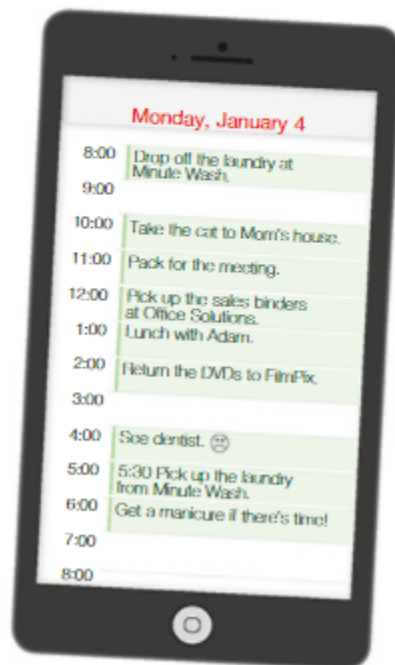 Monday, January 4
8:00 Drop off the laundry at
Minute Wash.
9:00
10:00 Take the cat to Mom's house.
11:00 Pack for the meeting.
12:00 Pick up the sales binders
at Office Solutions.
1:00 Lunch with Adam.
2:00 Return the DVDs to FilmPix.
3:00
4:00 See dentist.
5:00 5:30 Pick up the laundry
from Minute Wash.
6:00 Get a manicure if there's time!
7:00
8:00